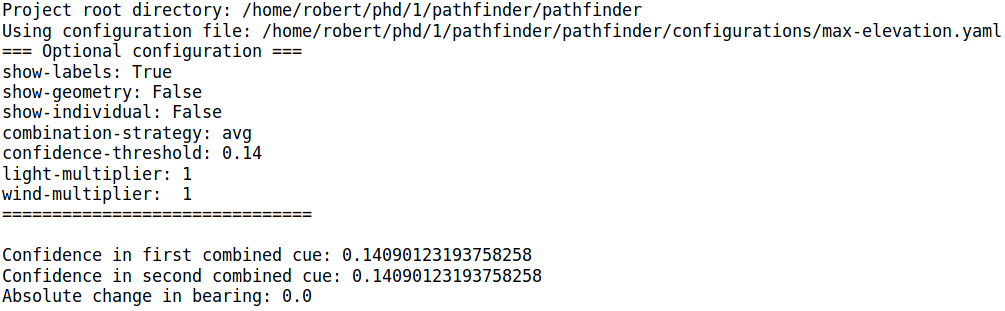 Project root directory: /home/robert/phd/1/pathfinder/pathfinder
Using configuration file: /home/robert/phd/1/pathfinder/pathfinder/configurations/max-elevation.yaml
=== Optional configuration ===
show-labels: True
show-geometry: False
show-individual: False
combination-strategy: avg
confidence-threshold: 0.14
light-multiplier: 1
wind-multiplier:  1
===============================
Confidence in first combined cue: 0.14090123193758258
Confidence in second combined cue: 0.14090123193758258
Absolute change in bearing: 0.0